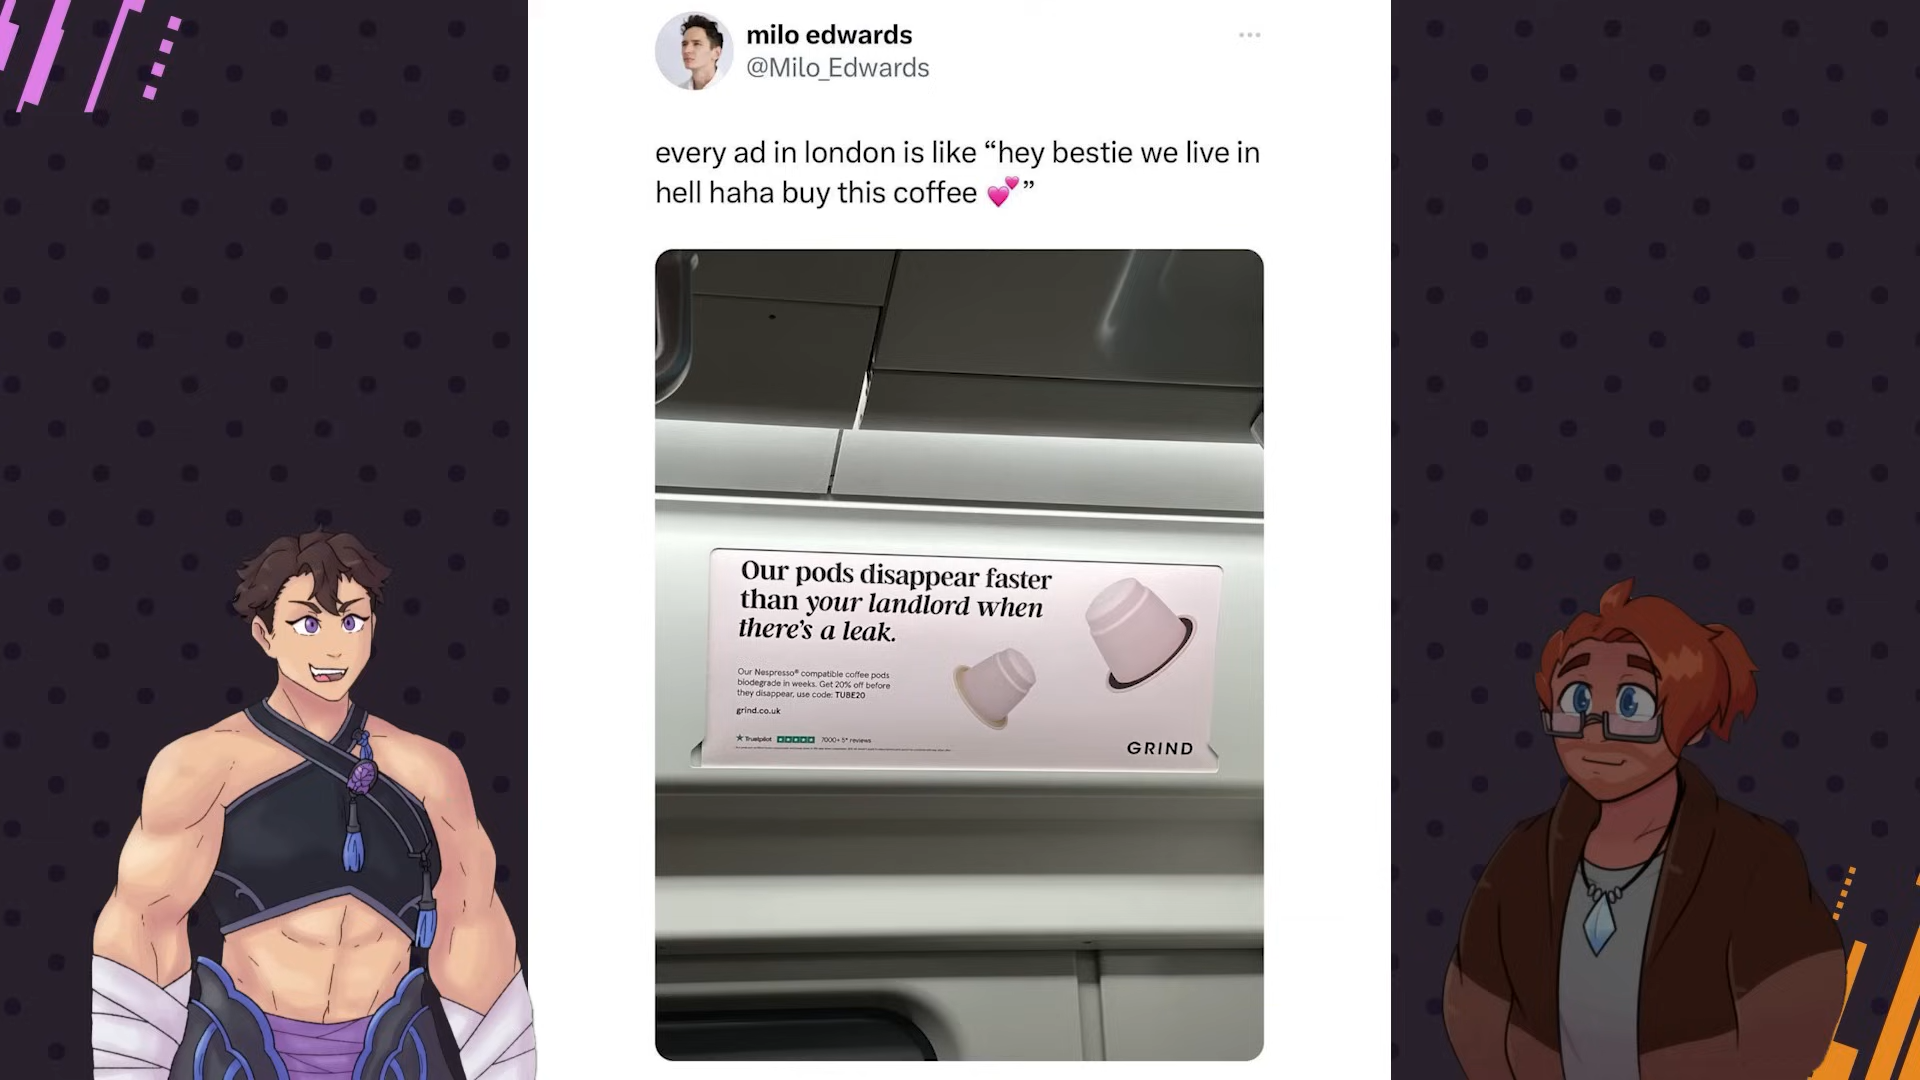 milo edwards
@Milo_Edwards
every ad in london is like “hey bestie we live in
hell haha buy this coffee 💕”
Our pods disappear faster
than your landlord when
there's a leak.
Our Nespresso® compatible coffee pods
biodegrade in weeks. Get 20% off before
they disappear, use code: TUBE20
grind.co.uk
Trustpilot 7000+ 5* reviews
GRIND